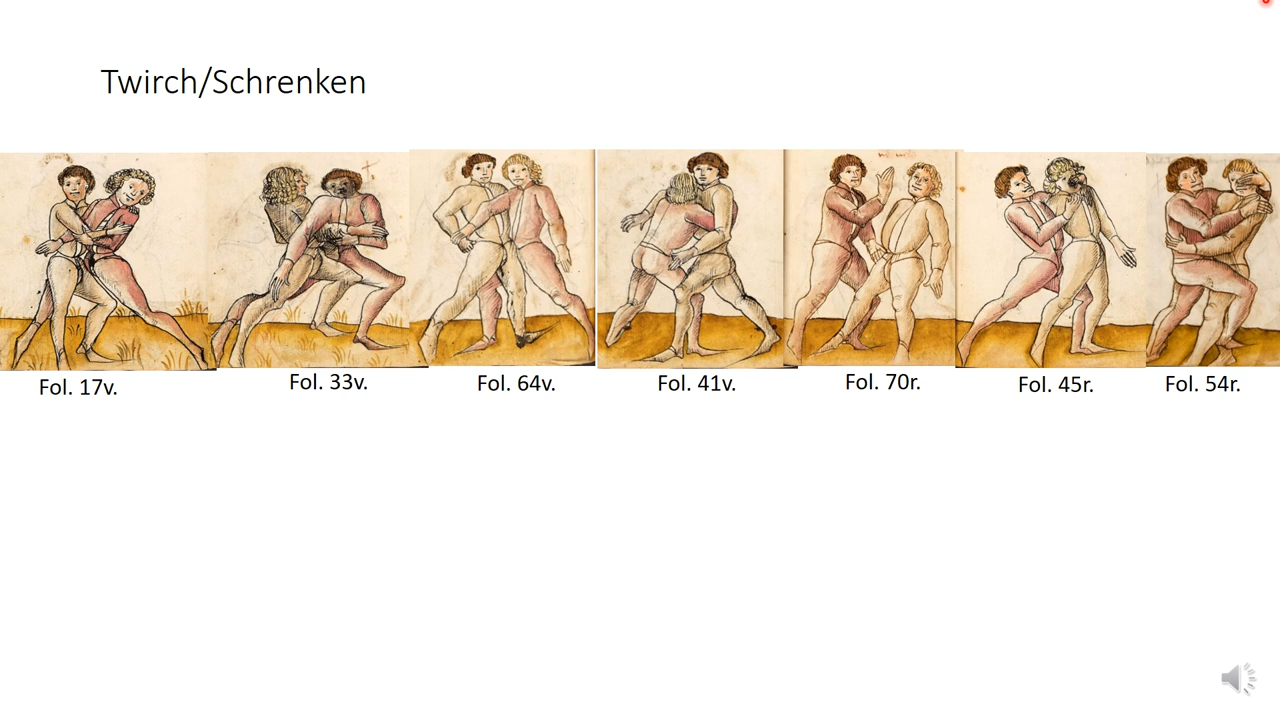 Twirch/Schrenken
Fol. 17v.
Fol. 33v.
Fol. 64v.
Fol. 41v.
Fol. 70r.
Fol. 45r.
Fol. 54r.